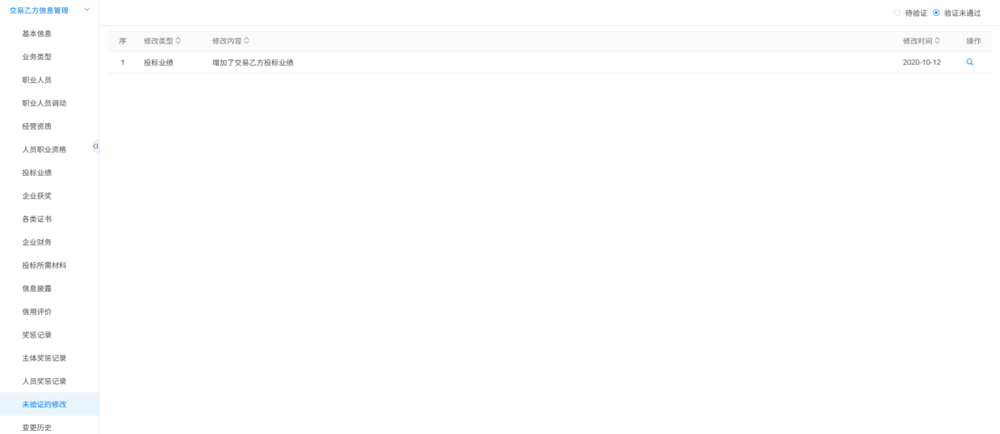 交易乙方信息管理
基本信息
业务类型
职业人员
职业人员调动
经营资质
人员职业资格
投标业绩
企业获奖
各类证书
企业财务
投标所需材料
信息披露
信用评价
奖惩记录
主体奖惩记录
人员奖惩记录
未验证的修改
变更历史
待验证 验证未通过
序 修改类型 修改内容 修改时间 操作
1 投标业绩 增加了交易乙方投标业绩 2020-10-12